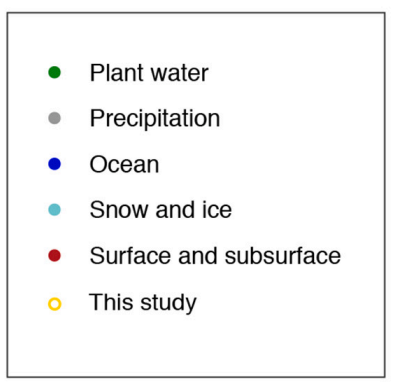 Plant water
Precipitation
Ocean
Snow and ice
Surface and subsurface
This study